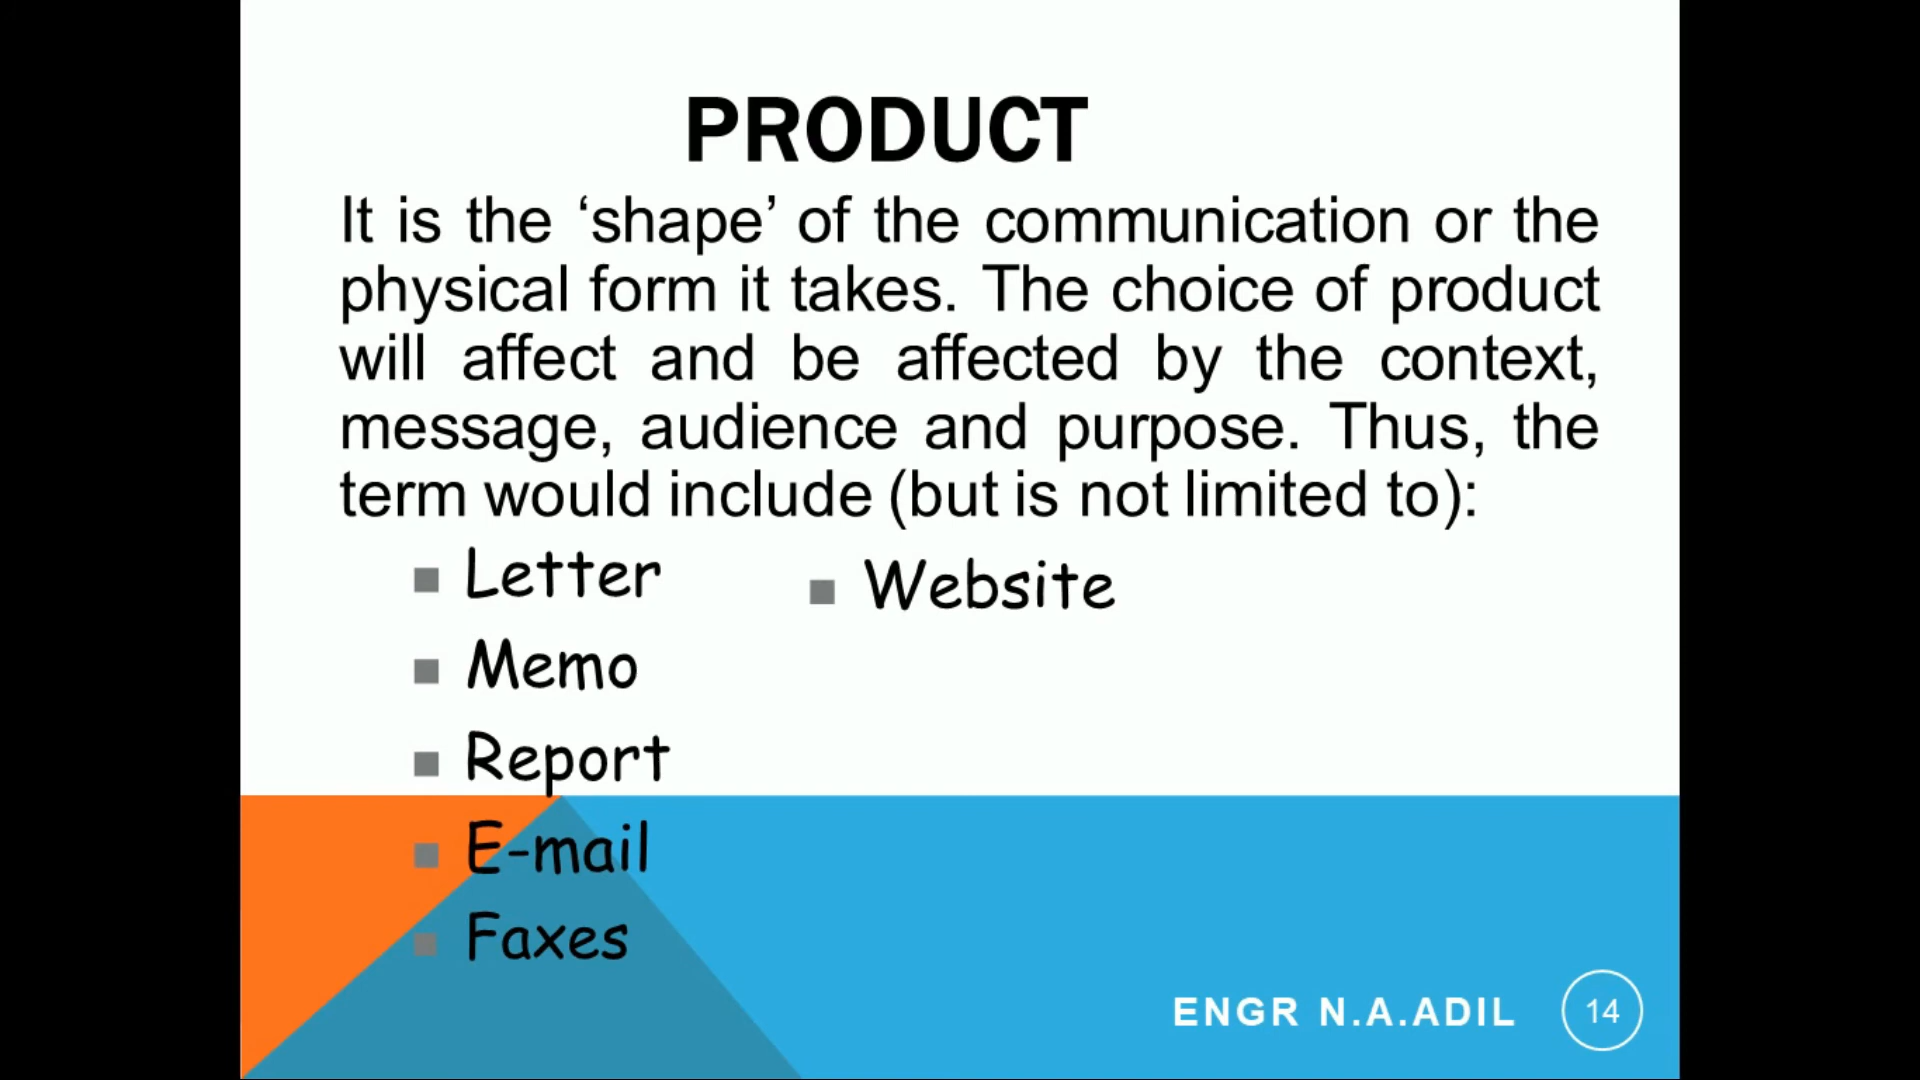 PRODUCT
It is the ‘shape’ of the communication or the
physical form it takes. The choice of product
will affect and be affected by the context,
message, audience and purpose. Thus, the
term would include (but is not limited to):
■ Letter
■ Memo
■ Report
■ E-mail
■ Faxes
■ Website
ENGR N.A.ADIL
14